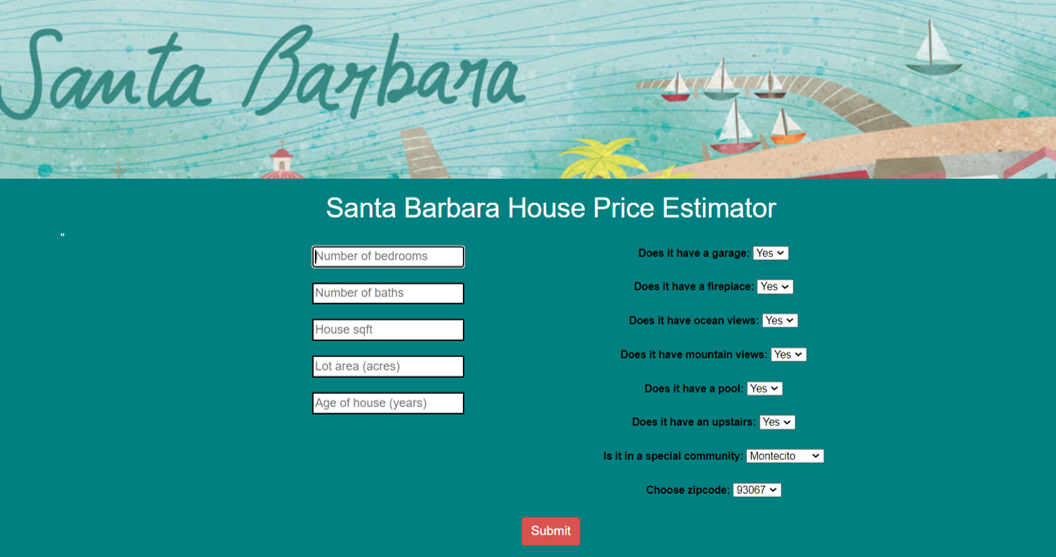 Santa Barbara
Santa Barbara House Price Estimator
"
Number of bedrooms
Number of baths
House sqft
Lot area (acres)
Age of house (years)
Does it have a garage: Yes
Does it have a fireplace: Yes
Does it have ocean views: Yes
Does it have mountain views: Yes
Does it have a pool: Yes
Does it have an upstairs: Yes
Is it in a special community: Montecito
Choose zipcode: 93067
Submit